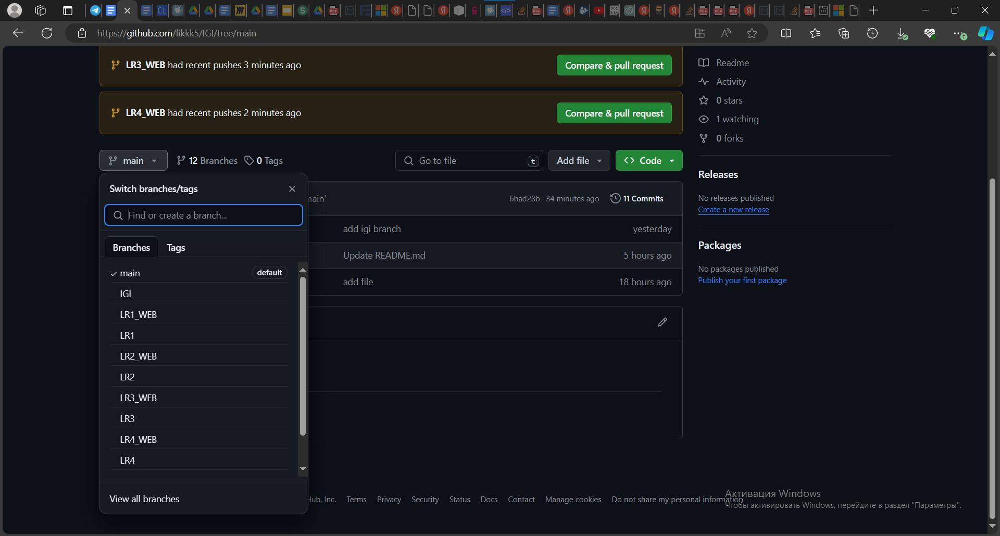 https://github.com/likkk5/IGI/tree/main
LR3_WEB had recent pushes 3 minutes ago
Compare & pull request
LR4_WEB had recent pushes 2 minutes ago
Compare & pull request
main
12 Branches
0 Tags
Go to file
t
Add file
Code
Switch branches/tags
Find or create a branch...
Branches
Tags
main
default
IGI
LR1_WEB
LR1
LR2_WEB
LR2
LR3_WEB
LR3
LR4_WEB
LR4
View all branches
6bad28b · 34 minutes ago
11 Commits
add igi branch
yesterday
Update README.md
5 hours ago
add file
18 hours ago
Readme
Activity
0 stars
1 watching
0 forks
Releases
No releases published
Create a new release
Packages
No packages published
Publish your first package
Inc.
Terms
Privacy
Security
Status
Docs
Contact
Manage cookies
Do not share my personal information
Активация Windows
Чтобы активировать Windows, перейдите в раздел "Параметры".